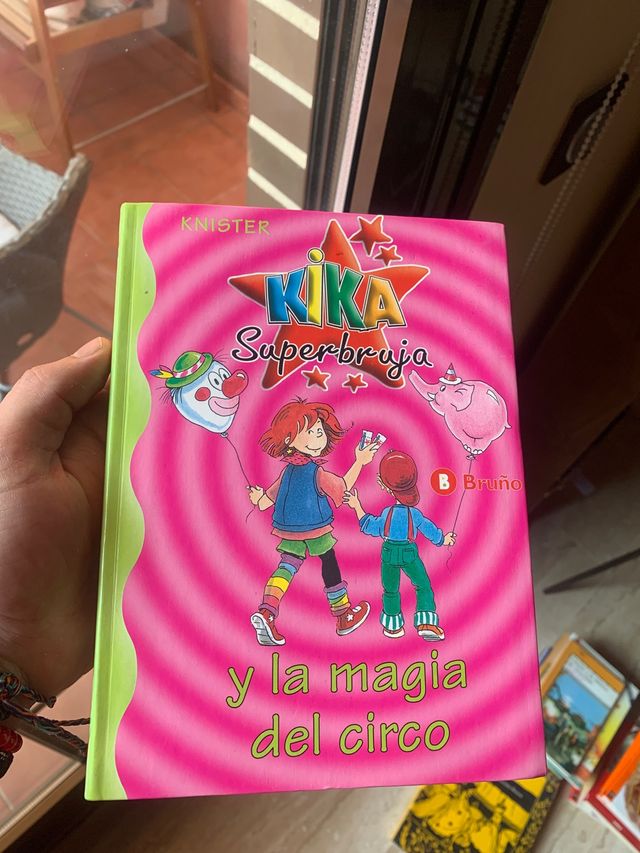 KNISTER
KIKA
Superbruja
B Bruño
y la magia
del circo